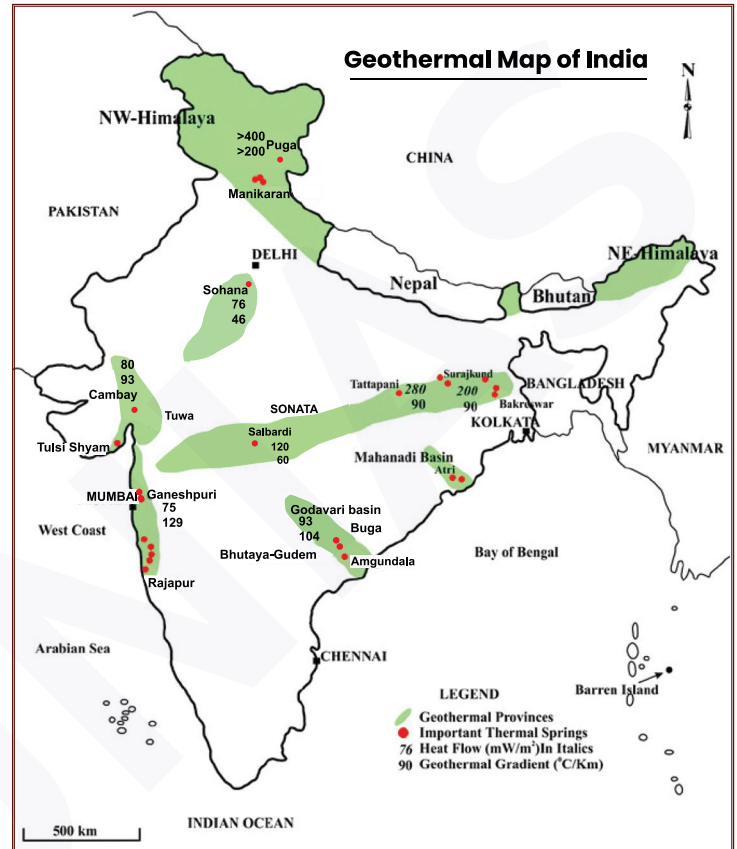 Geothermal Map of India
N
NW-Himalaya
>400
>200
Puga
CHINA
Manikaran
PAKISTAN
DELHI
NE-Himalaya
Nepal
Bhutan
Sohana
76
46
80
93
Cambay
Tuwa
Tulsi Shyam
SONATA
Tattapani
280
90
Surajkund
200
90
BANGLADESH
Bakreswar
KOLKATA
Salbardi
120
60
MYANMAR
Mahanadi Basin
Atri
MUMBAI
Ganeshpuri
75
129
West Coast
Rajapur
Godavari basin
93
104
Buga
Bhutaya-Gudem
Amgundala
Bay of Bengal
Arabian Sea
CHENNAI
Barren Island
LEGEND
Geothermal Provinces
Important Thermal Springs
76 Heat Flow (mW/m²)In Italics
90 Geothermal Gradient (⁰C/Km)
500 km
INDIAN OCEAN